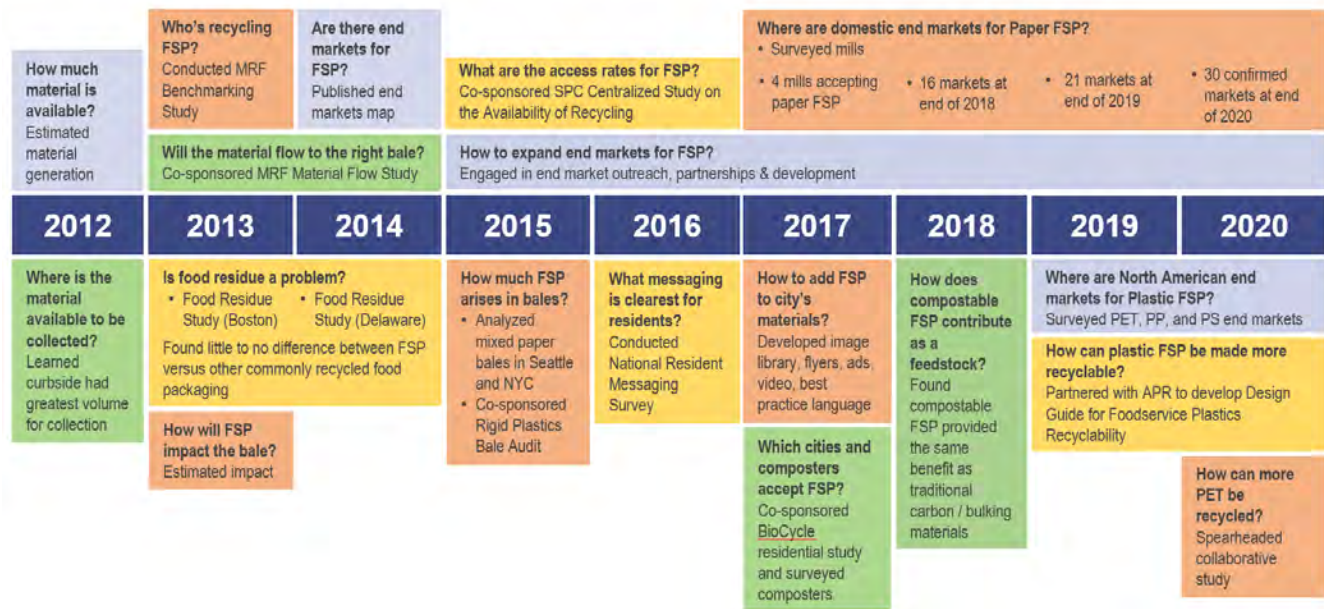 How much
material is
available?
Estimated
material
generation
Who's recycling
FSP?
Conducted MRF
Benchmarking
Study
Are there end
markets for
FSP?
Published end
markets map
Will the material flow to the right bale?
Co-sponsored MRF Material Flow Study
What are the access rates for FSP?
Co-sponsored SPC Centralized Study on
the Availability of Recycling
Where are domestic end markets for Paper FSP?
• Surveyed mills
• 4 mills accepting
paper FSP
• 16 markets at
end of 2018
• 21 markets at
end of 2019
• 30 confirmed
markets at end
of 2020
How to expand end markets for FSP?
Engaged in end market outreach, partnerships & development
2012
2013
2014
2015
2016
2017
2018
2019
2020
Where is the
material
available to be
collected?
Learned
curbside had
greatest volume
for collection
Is food residue a problem?
• Food Residue
Study (Boston)
• Food Residue
Study (Delaware)
Found little to no difference between FSP
versus other commonly recycled food
packaging
How will FSP
impact the bale?
Estimated impact
How much FSP
arises in bales?
• Analyzed
mixed paper
bales in Seattle
and NYC
• Co-sponsored
Rigid Plastics
Bale Audit
What messaging
is clearest for
residents?
Conducted
National Resident
Messaging
Survey
How to add FSP
to city's
materials?
Developed image
library, flyers, ads,
video, best
practice language
Which cities and
composters
accept FSP?
Co-sponsored
BioCycle
residential study
and surveyed
composters
How does
compostable
FSP contribute
as a
feedstock?
Found
compostable
FSP provided
the same
benefit as
traditional
carbon / bulking
materials
Where are North American end
markets for Plastic FSP?
Surveyed PET, PP, and PS end markets
How can plastic FSP be made more
recyclable?
Partnered with APR to develop Design
Guide for Foodservice Plastics
Recyclability
How can more
PET be
recycled?
Spearheaded
collaborative
study